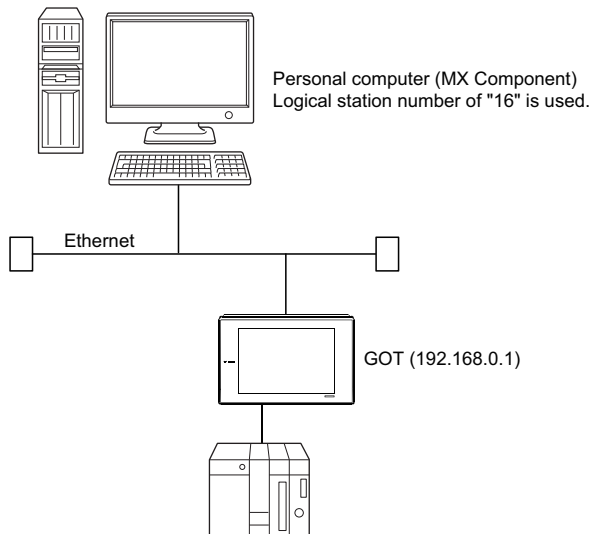 Personal computer (MX Component)
Logical station number of "16" is used.
Ethernet
GOT (192.168.0.1)